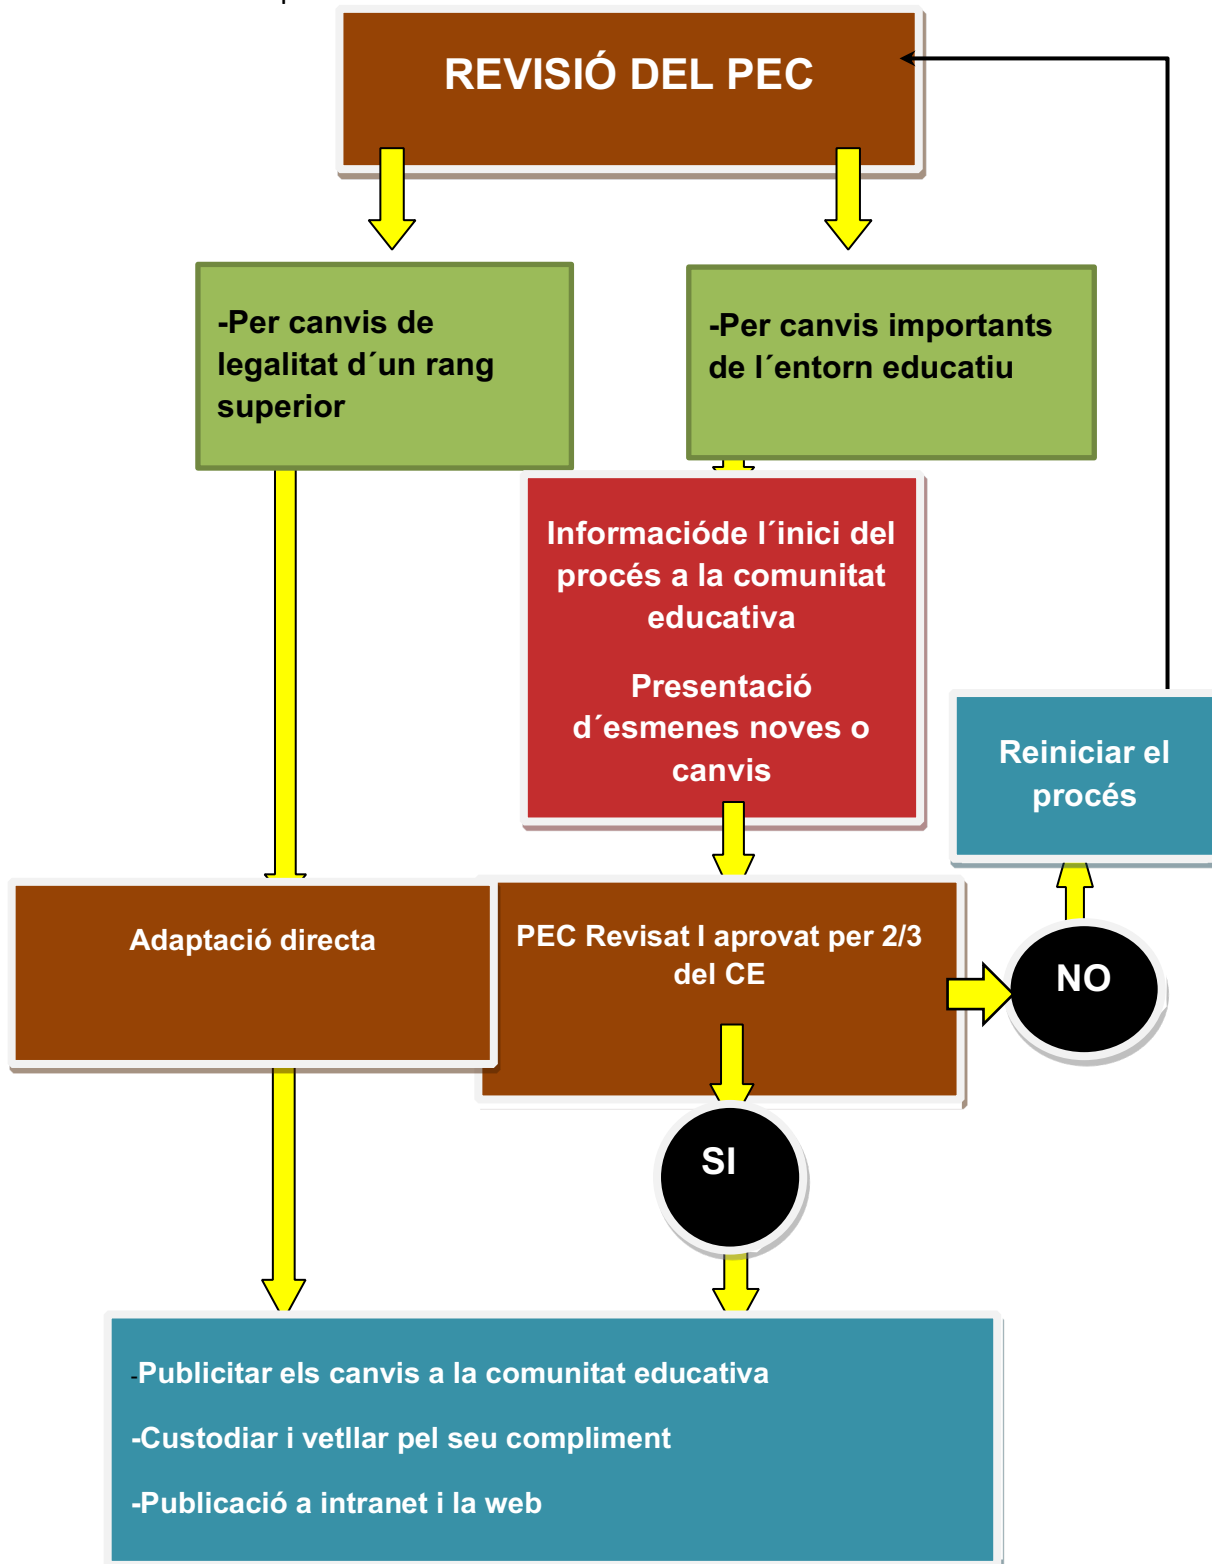 REVISIÓ DEL PEC
-Per canvis de
legalitat d´un rang
superior
-Per canvis importants
de l´entorn educatiu
Informacióde l´inici del
procés a la comunitat
educativa
Presentació
d´esmenes noves o
canvis
Reiniciar el
procés
Adaptació directa
PEC Revisat I aprovat per 2/3
del CE
NO
SI
-Publicitar els canvis a la comunitat educativa
-Custodiar i vetllar pel seu compliment
-Publicació a intranet i la web